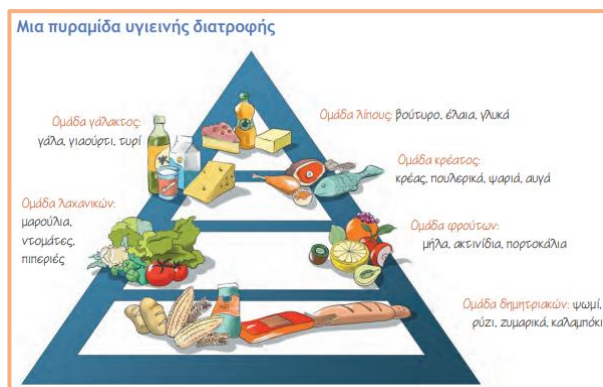 Μια πυραμίδα υγιεινής διατροφής
Ομάδα γάλακτος:
γάλα, γιαούρτι, τυρί
Ομάδα λίπους: βούτυρο, έλαια, γλυκά
Ομάδα κρέατος:
κρέας, πουλερικά, ψαριά, αυγά
Ομάδα λαχανικών:
μαρούλια,
ντομάτες,
πιπεριές
Ομάδα φρούτων:
μήλα, ακτινίδια, πορτοκάλια
Ομάδα δημητριακών: ψωμί,
ρύζι, ζυμαρικά, καλαμπόκι